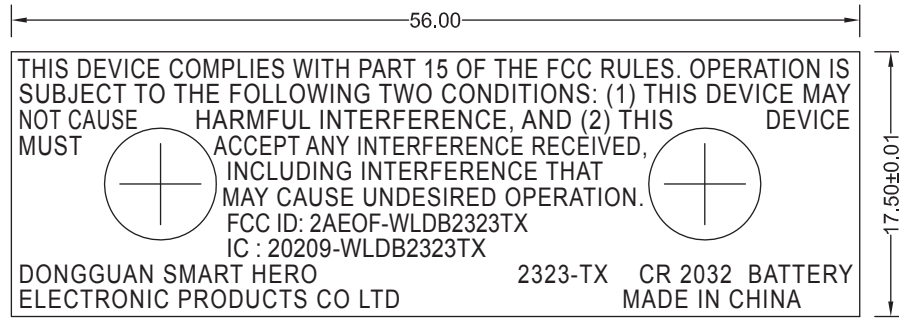 56.00
THIS DEVICE COMPLIES WITH PART 15 OF THE FCC RULES. OPERATION IS
SUBJECT TO THE FOLLOWING TWO CONDITIONS: (1) THIS DEVICE MAY
NOT CAUSE HARMFUL INTERFERENCE, AND (2) THIS DEVICE
MUST ACCEPT ANY INTERFERENCE RECEIVED,
INCLUDING INTERFERENCE THAT
MAY CAUSE UNDESIRED OPERATION.
FCC ID: 2AEOF-WLDB2323TX
IC : 20209-WLDB2323TX
DONGGUAN SMART HERO 2323-TX CR 2032 BATTERY
ELECTRONIC PRODUCTS CO LTD MADE IN CHINA
17.50±0.01